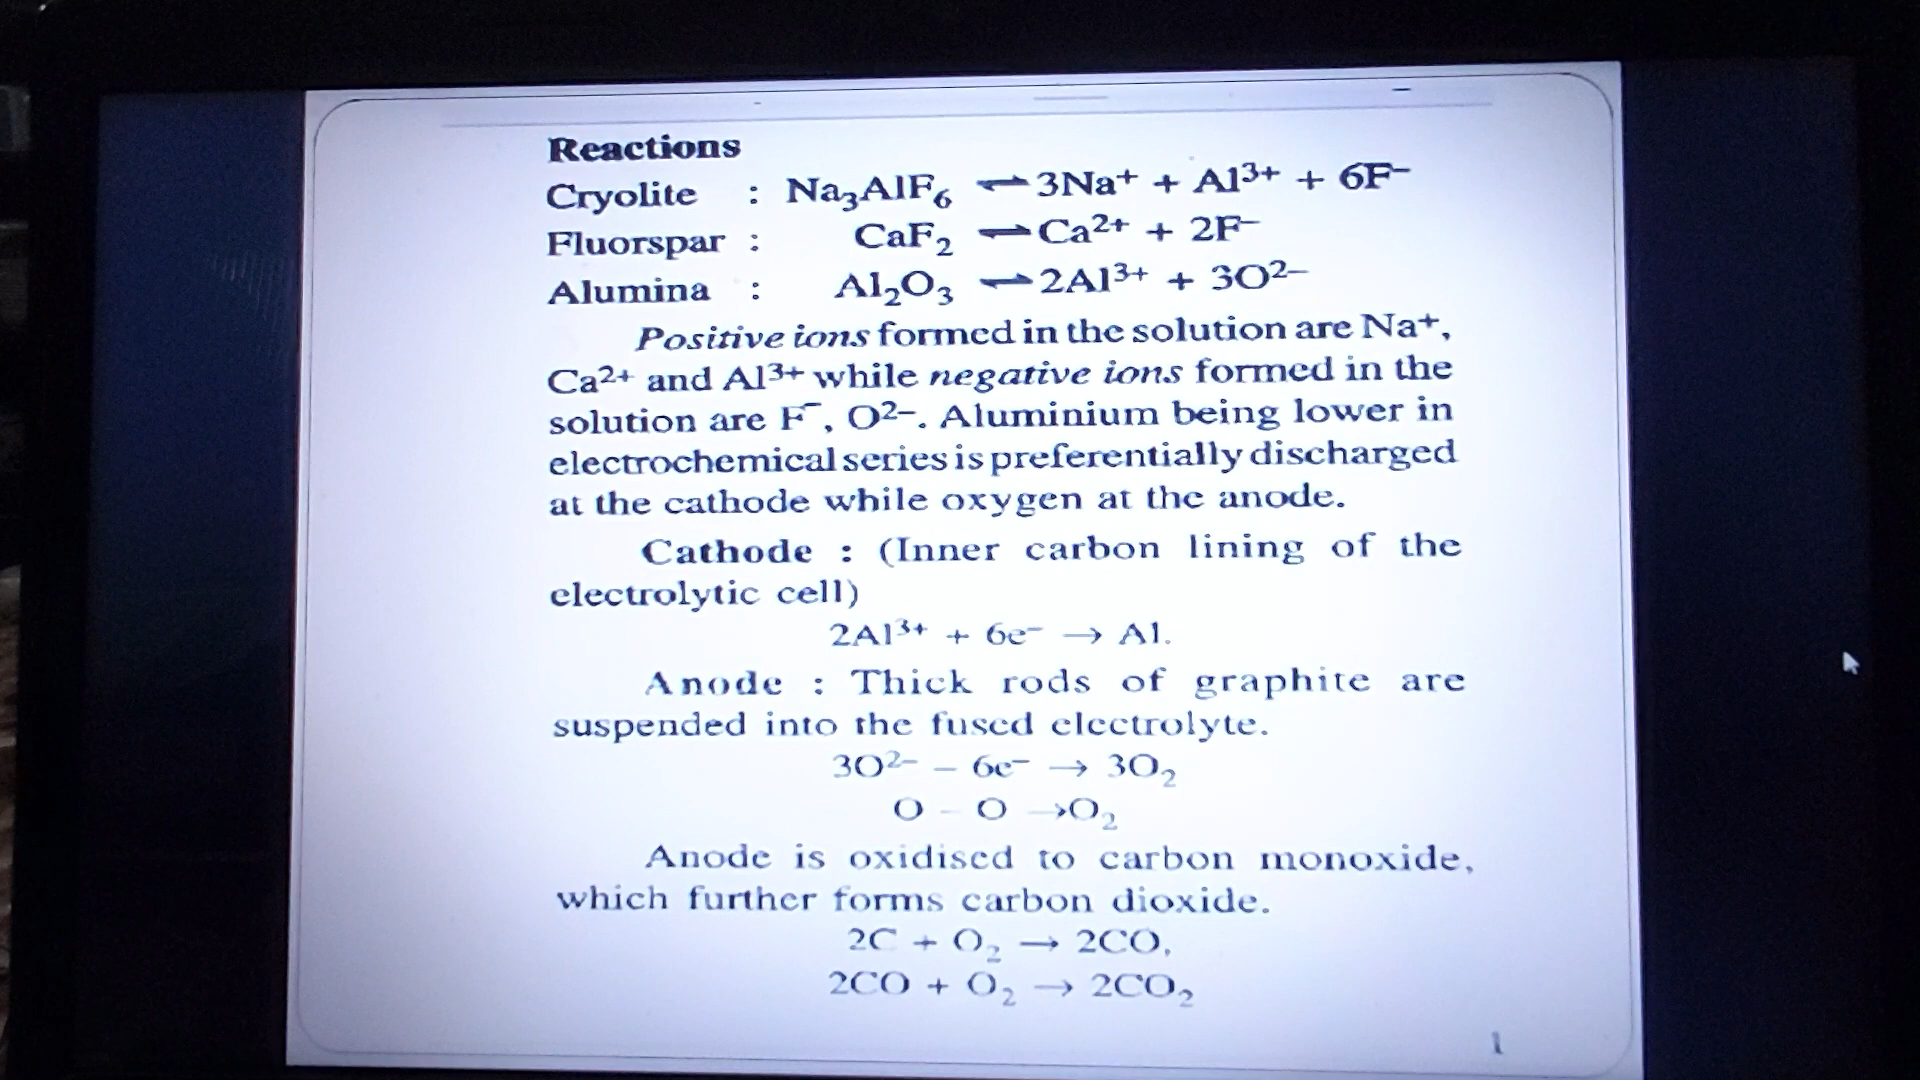 Reactions
Cryolite : Na₃AlF₆ ⇌ 3Na⁺ + Al³⁺ + 6F⁻
Fluorspar : CaF₂ ⇌ Ca²⁺ + 2F⁻
Alumina : Al₂O₃ ⇌ 2Al³⁺ + 3O²⁻
Positive ions formed in the solution are Na⁺,
Ca²⁺ and Al³⁺ while negative ions formed in the
solution are F⁻, O²⁻. Aluminium being lower in
electrochemical series is preferentially discharged
at the cathode while oxygen at the anode.
Cathode : (Inner carbon lining of the
electrolytic cell)
2Al³⁺ + 6e⁻ → Al.
Anode : Thick rods of graphite are
suspended into the fused electrolyte.
3O²⁻ – 6e⁻ → 3O₂
O – O → O₂
Anode is oxidised to carbon monoxide,
which further forms carbon dioxide.
2C + O₂ → 2CO,
2CO + O₂ → 2CO₂
1